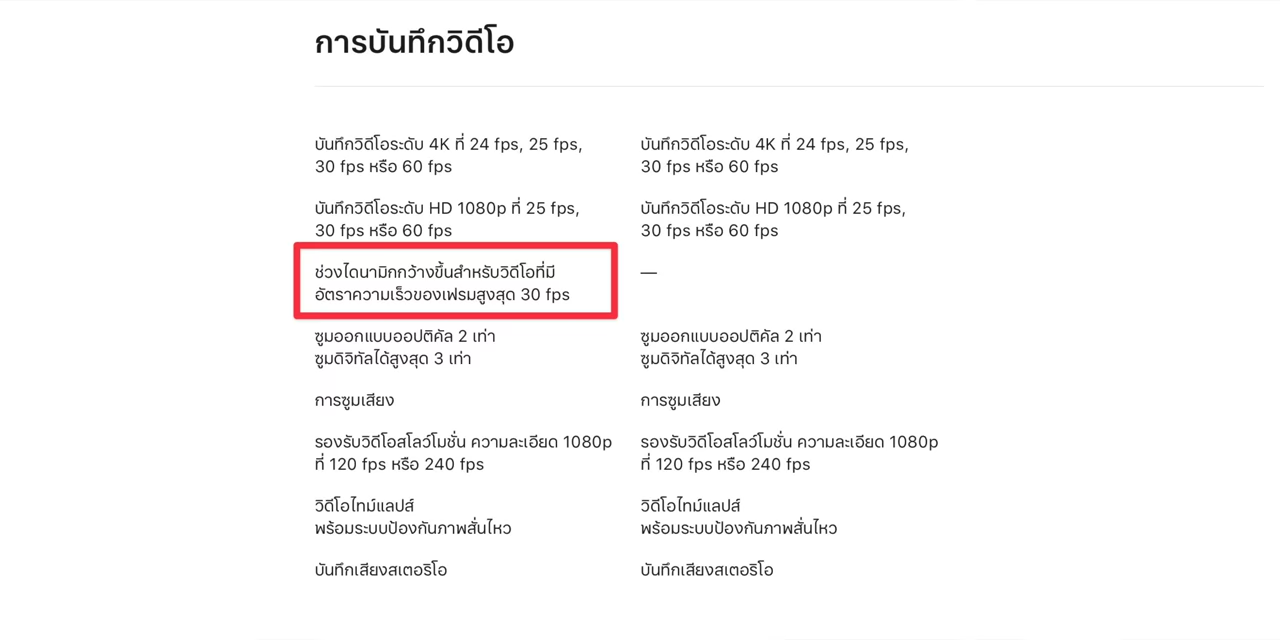 การบันทึกวิดีโอ
บันทึกวิดีโอระดับ 4K ที่ 24 fps, 25 fps,
30 fps หรือ 60 fps
บันทึกวิดีโอระดับ HD 1080p ที่ 25 fps,
30 fps หรือ 60 fps
ช่วงไดนามิกกว้างขึ้นสำหรับวิดีโอที่มี
อัตราความเร็วของเฟรมสูงสุด 30 fps
ซูมออกแบบออปติคัล 2 เท่า
ซูมดิจิทัลได้สูงสุด 3 เท่า
การซูมเสียง
รองรับวิดีโอสโลว์โมชั่น ความละเอียด 1080p
ที่ 120 fps หรือ 240 fps
วิดีโอไทม์แลปส์
พร้อมระบบป้องกันภาพสั่นไหว
บันทึกเสียงสเตอริโอ
บันทึกวิดีโอระดับ 4K ที่ 24 fps, 25 fps,
30 fps หรือ 60 fps
บันทึกวิดีโอระดับ HD 1080p ที่ 25 fps,
30 fps หรือ 60 fps
—
ซูมออกแบบออปติคัล 2 เท่า
ซูมดิจิทัลได้สูงสุด 3 เท่า
การซูมเสียง
รองรับวิดีโอสโลว์โมชั่น ความละเอียด 1080p
ที่ 120 fps หรือ 240 fps
วิดีโอไทม์แลปส์
พร้อมระบบป้องกันภาพสั่นไหว
บันทึกเสียงสเตอริโอ